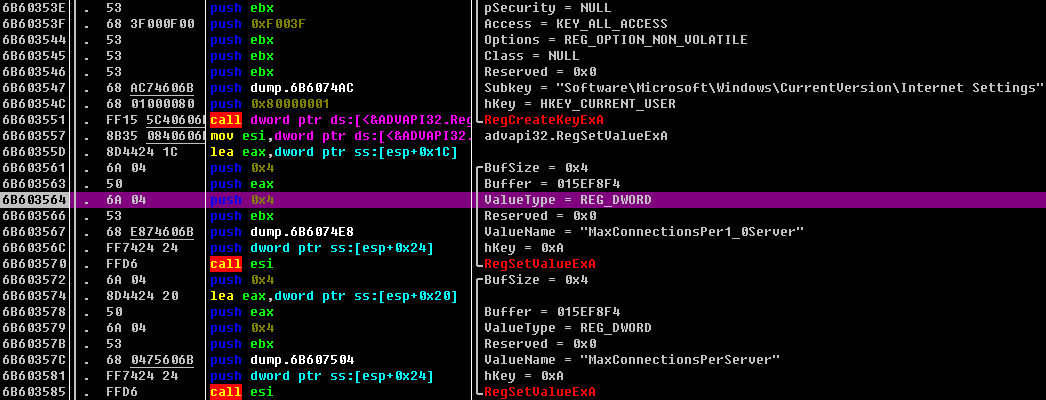 6B60353E . 53 push ebx pSecurity = NULL
6B60353F . 68 3F000F00 push 0xF003F Access = KEY_ALL_ACCESS
6B603544 . 53 push ebx Options = REG_OPTION_NON_VOLATILE
6B603545 . 53 push ebx Class = NULL
6B603546 . 53 push ebx Reserved = 0x0
6B603547 . 68 AC74606B push dump.6B6074AC Subkey = "Software\Microsoft\Windows\CurrentVersion\Internet Settings"
6B60354C . 68 01000080 push 0x80000001 hKey = HKEY_CURRENT_USER
6B603551 . FF15 5C40606 call dword ptr ds:[<&ADVAPI32.Reg RegCreateKeyExA
6B603557 . 8B35 0840606 mov esi,dword ptr ds:[<&ADVAPI32. advapi32.RegSetValueExA
6B60355D . 8D4424 1C lea eax,dword ptr ss:[esp+0x1C]
6B603561 . 6A 04 push 0x4 BufSize = 0x4
6B603563 . 50 push eax Buffer = 015EF8F4
6B603564 . 6A 04 push 0x4 ValueType = REG_DWORD
6B603566 . 53 push ebx Reserved = 0x0
6B603567 . 68 E874606B push dump.6B6074E8 ValueName = "MaxConnectionsPer1_0Server"
6B60356C . FF7424 24 push dword ptr ss:[esp+0x24] hKey = 0xA
6B603570 . FFD6 call esi RegSetValueExA
6B603572 . 6A 04 push 0x4 BufSize = 0x4
6B603574 . 8D4424 20 lea eax,dword ptr ss:[esp+0x20]
6B603578 . 50 push eax Buffer = 015EF8F4
6B603579 . 6A 04 push 0x4 ValueType = REG_DWORD
6B60357B . 53 push ebx Reserved = 0x0
6B60357C . 68 0475606B push dump.6B607504 ValueName = "MaxConnectionsPerServer"
6B603581 . FF7424 24 push dword ptr ss:[esp+0x24] hKey = 0xA
6B603585 . FFD6 call esi RegSetValueExA